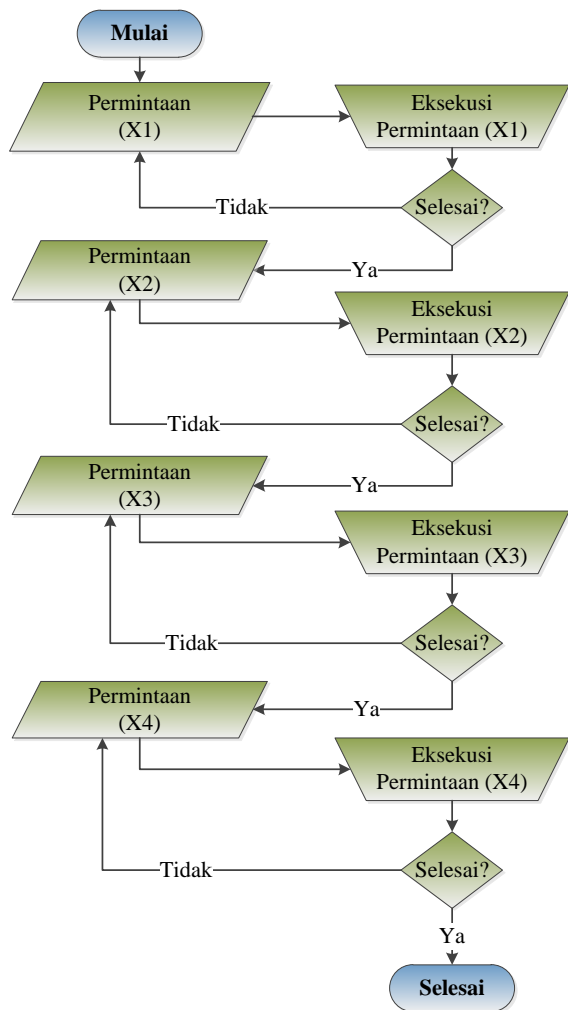 Mulai
Permintaan
(X1)
Eksekusi
Permintaan (X1)
Selesai?
Tidak
Ya
Permintaan
(X2)
Eksekusi
Permintaan (X2)
Selesai?
Tidak
Ya
Permintaan
(X3)
Eksekusi
Permintaan (X3)
Selesai?
Tidak
Ya
Permintaan
(X4)
Eksekusi
Permintaan (X4)
Selesai?
Tidak
Ya
Selesai